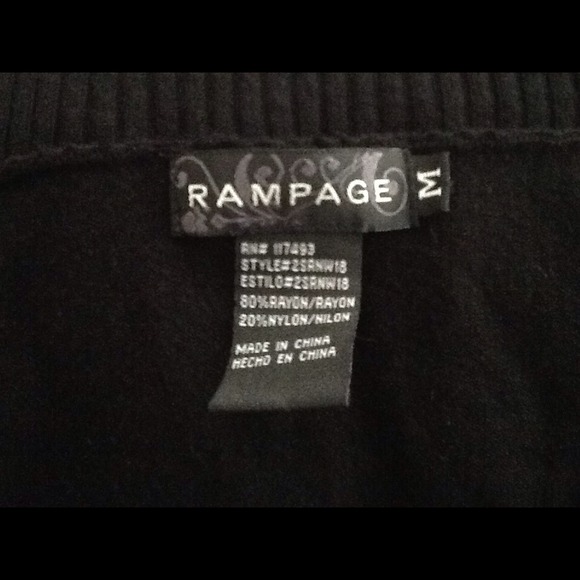 RAMPAGE
M
RN# 117493
STYLE#2SRNW18
ESTILO#2SRNW18
80%RAYON/RAYON
20%NYLON/NILON
MADE IN CHINA
HECHO EN CHINA